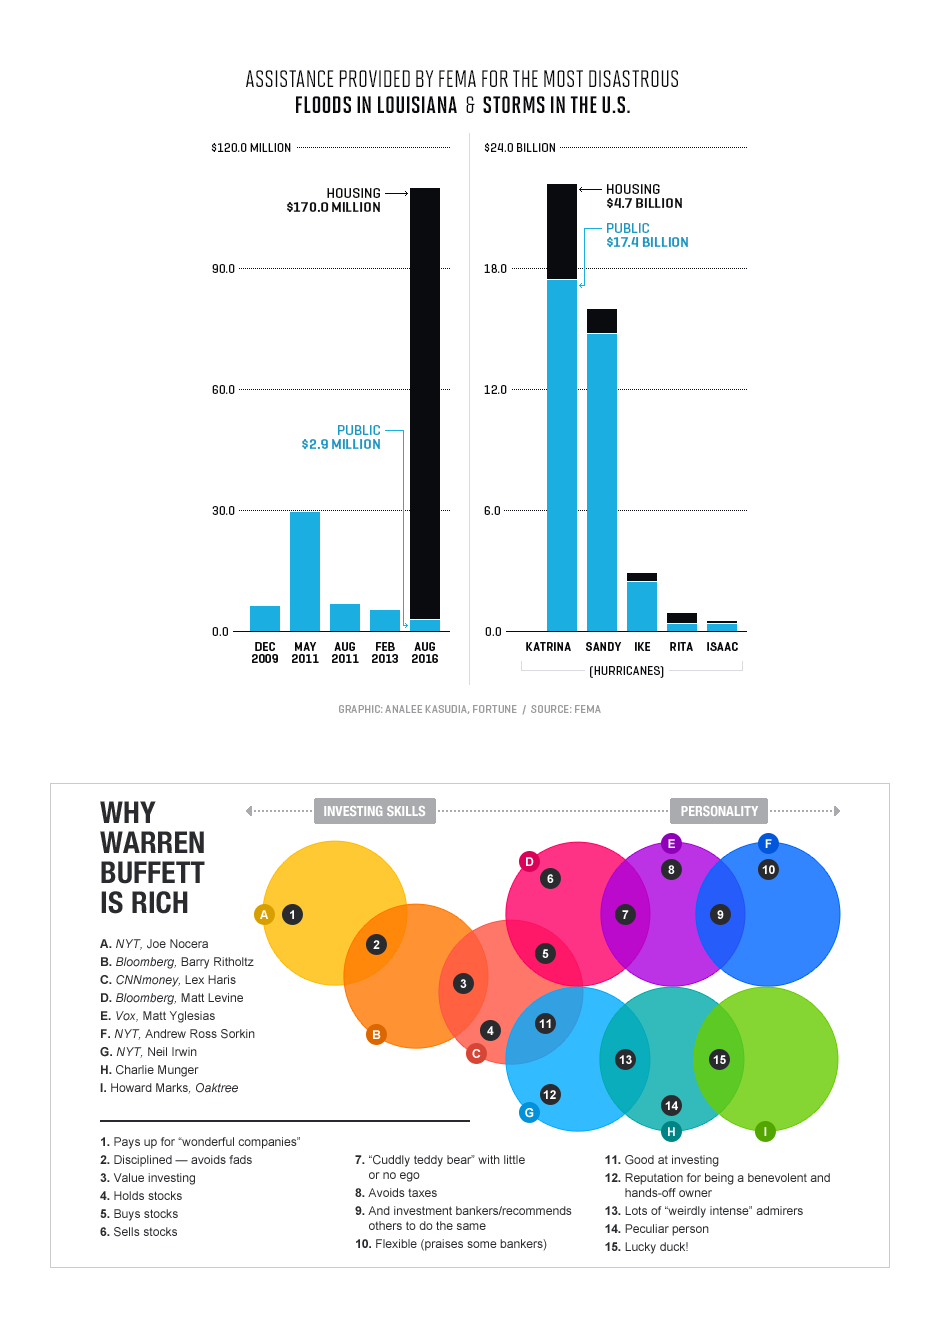 ASSISTANCE PROVIDED BY FEMA FOR THE MOST DISASTROUS
FLOODS IN LOUISIANA & STORMS IN THE U.S.
$120.0 MILLION
HOUSING
$170.0 MILLION
90.0
60.0
PUBLIC
$2.9 MILLION
30.0
0.0
DEC 2009
MAY 2011
AUG 2011
FEB 2013
AUG 2016
$24.0 BILLION
HOUSING
$4.7 BILLION
PUBLIC
$17.4 BILLION
18.0
12.0
6.0
0.0
KATRINA SANDY IKE RITA ISAAC
(HURRICANES)
GRAPHIC: ANALEE KASUDIA, FORTUNE / SOURCE: FEMA
WHY
WARREN
BUFFETT
IS RICH
INVESTING SKILLS
PERSONALITY
A
1
2
B
3
4
C
D
6
5
11
12
G
7
E
8
9
F
10
13
14
H
15
I
A. NYT, Joe Nocera
B. Bloomberg, Barry Ritholtz
C. CNNmoney, Lex Haris
D. Bloomberg, Matt Levine
E. Vox, Matt Yglesias
F. NYT, Andrew Ross Sorkin
G. NYT, Neil Irwin
H. Charlie Munger
I. Howard Marks, Oaktree
1. Pays up for “wonderful companies”
2. Disciplined — avoids fads
3. Value investing
4. Holds stocks
5. Buys stocks
6. Sells stocks
7. “Cuddly teddy bear” with little
or no ego
8. Avoids taxes
9. And investment bankers/recommends
others to do the same
10. Flexible (praises some bankers)
11. Good at investing
12. Reputation for being a benevolent and
hands-off owner
13. Lots of “weirdly intense” admirers
14. Peculiar person
15. Lucky duck!